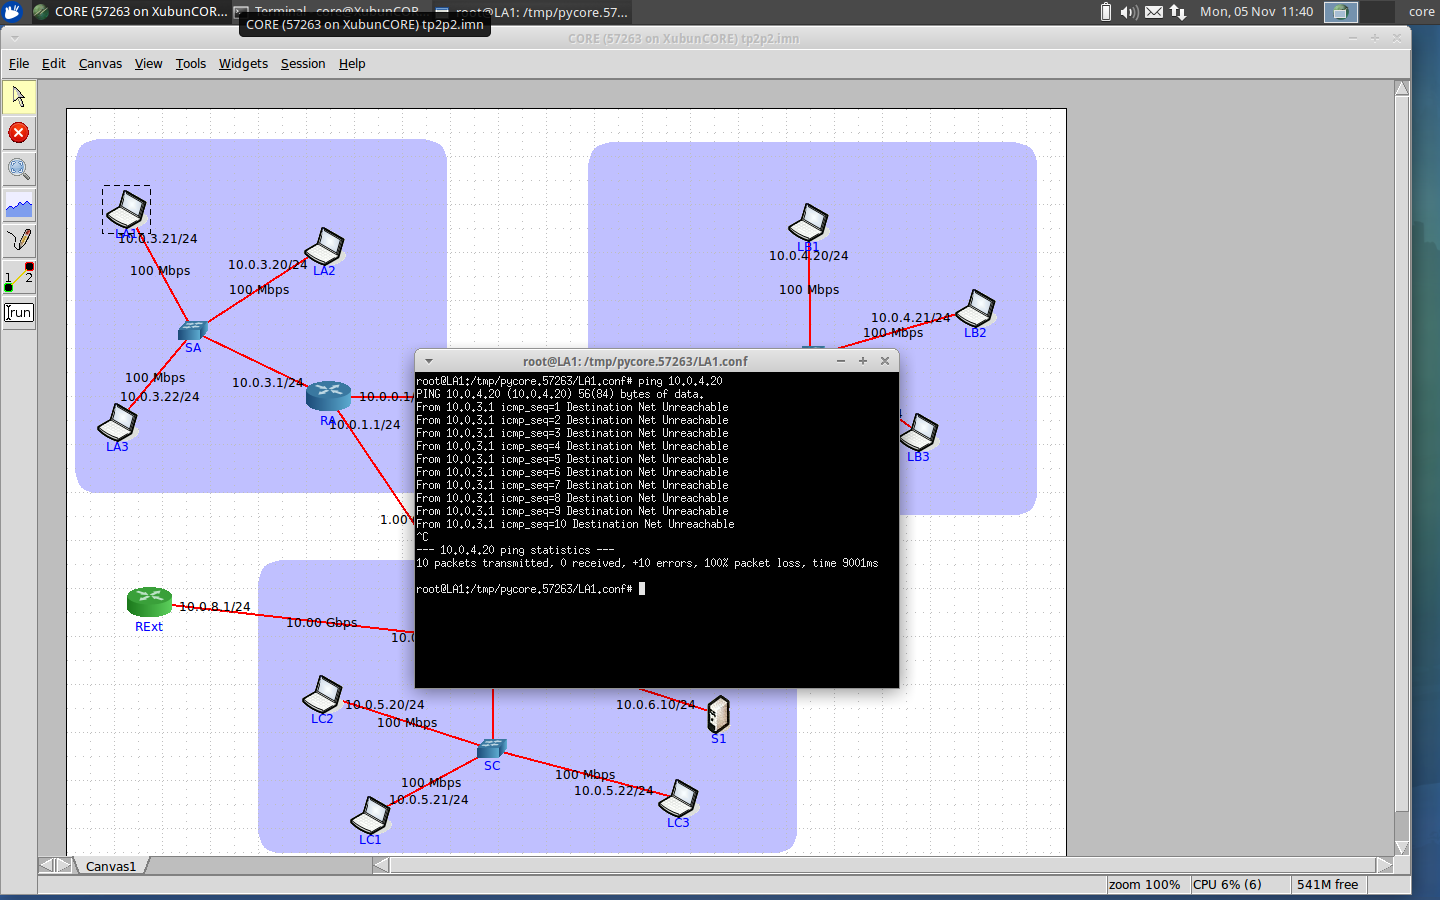 CORE (57263 on XubunCOR...
Terminal - core@XubunCOR...
root@LA1: /tmp/pycore.57...
Mon, 05 Nov 11:40
core
CORE (57263 on XubunCORE) tp2p2.imn
CORE (57263 on XubunCORE) tp2p2.imn
File Edit Canvas View Tools Widgets Session Help
LA1
10.0.3.21/24
100 Mbps
10.0.3.20/24
LA2
100 Mbps
SA
100 Mbps
10.0.3.22/24
LA3
10.0.3.1/24
10.0.0.1/
RA
10.0.1.1/24
1.00
LB1
10.0.4.20/24
100 Mbps
10.0.4.21/24
100 Mbps
LB2
LB3
root@LA1: /tmp/pycore.57263/LA1.conf
root@LA1:/tmp/pycore.57263/LA1.conf# ping 10.0.4.20
PING 10.0.4.20 (10.0.4.20) 56(84) bytes of data.
From 10.0.3.1 icmp_seq=1 Destination Net Unreachable
From 10.0.3.1 icmp_seq=2 Destination Net Unreachable
From 10.0.3.1 icmp_seq=3 Destination Net Unreachable
From 10.0.3.1 icmp_seq=4 Destination Net Unreachable
From 10.0.3.1 icmp_seq=5 Destination Net Unreachable
From 10.0.3.1 icmp_seq=6 Destination Net Unreachable
From 10.0.3.1 icmp_seq=7 Destination Net Unreachable
From 10.0.3.1 icmp_seq=8 Destination Net Unreachable
From 10.0.3.1 icmp_seq=9 Destination Net Unreachable
From 10.0.3.1 icmp_seq=10 Destination Net Unreachable
^C
--- 10.0.4.20 ping statistics ---
10 packets transmitted, 0 received, +10 errors, 100% packet loss, time 9001ms
root@LA1:/tmp/pycore.57263/LA1.conf#
1 2
run
10.0.8.1/24
RExt
10.00 Gbps
10.0
LC2
10.0.5.20/24
100 Mbps
10.0.6.10/24
S1
SC
100 Mbps
10.0.5.21/24
LC1
100 Mbps
10.0.5.22/24
LC3
Canvas1
zoom 100% CPU 6% (6) 541M free